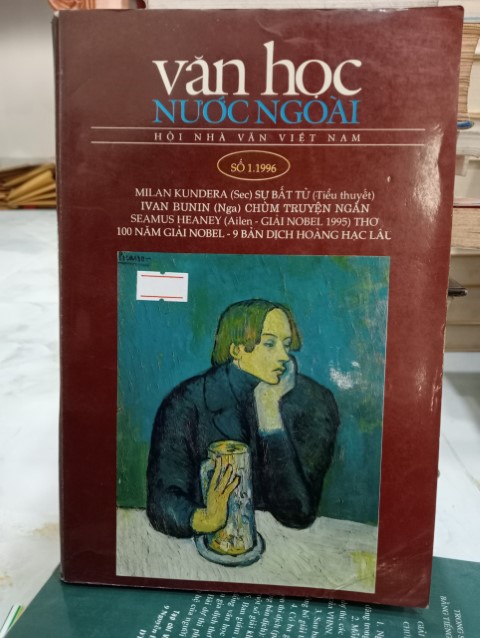 văn học
NƯỚC NGOÀI
HỘI NHÀ VĂN VIỆT NAM
SỐ 1.1996
MILAN KUNDERA (Sec) SỰ BẤT TỬ (Tiểu thuyết)
IVAN BUNIN (Nga) CHÙM TRUYỆN NGẮN
SEAMUS HEANEY (Ailen - GIẢI NOBEL 1995) THƠ
100 NĂM GIẢI NOBEL - 9 BẢN DỊCH HOÀNG HẠC LÂU
Picasso